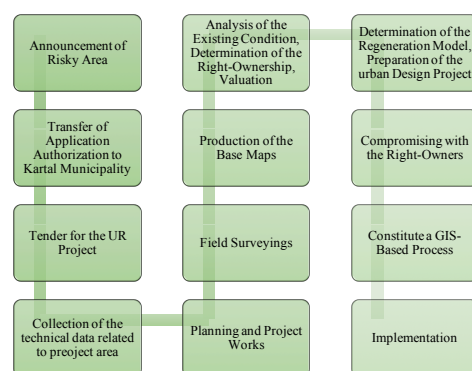 Announcement of
Risky Area
Transfer of
Application
Authorization to
Kartal Municipality
Tender for the UR
Project
Collection of the
technical data related
to preoject area
Planning and Project
Works
Field Surveyings
Production of the
Base Maps
Analysis of the
Existing Condition,
Determination of the
Right-Ownership,
Valuation
Determination of the
Regeneration Model,
Preparation of the
urban Design Project
Compromising with
the Right-Owners
Constitute a GIS-
Based Process
Implementation